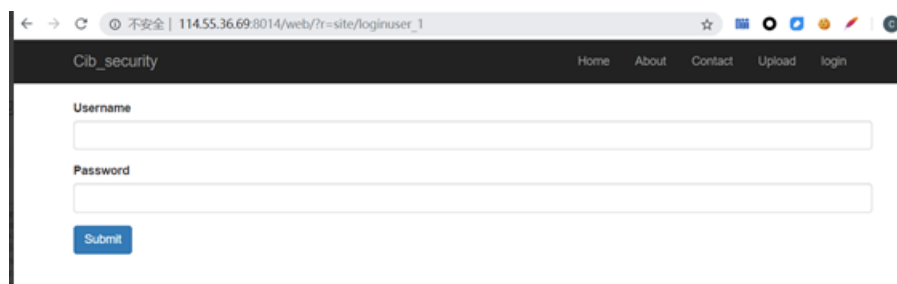 不安全 | 114.55.36.69:8014/web/?r=site/loginuser_1
Cib_security Home About Contact Upload login
Username
Password
Submit